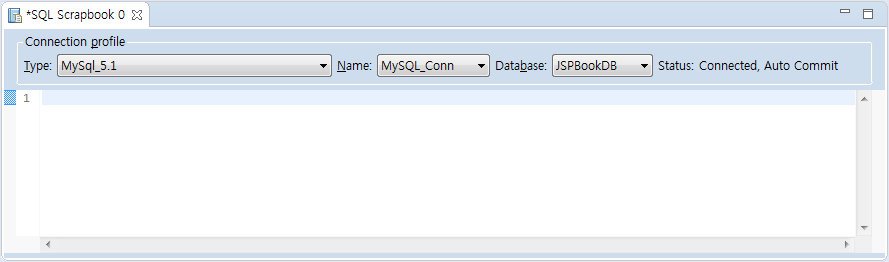 *SQL Scrapbook 0
Connection profile
Type: MySql_5.1 Name: MySQL_Conn Database: JSPBookDB Status: Connected, Auto Commit
1